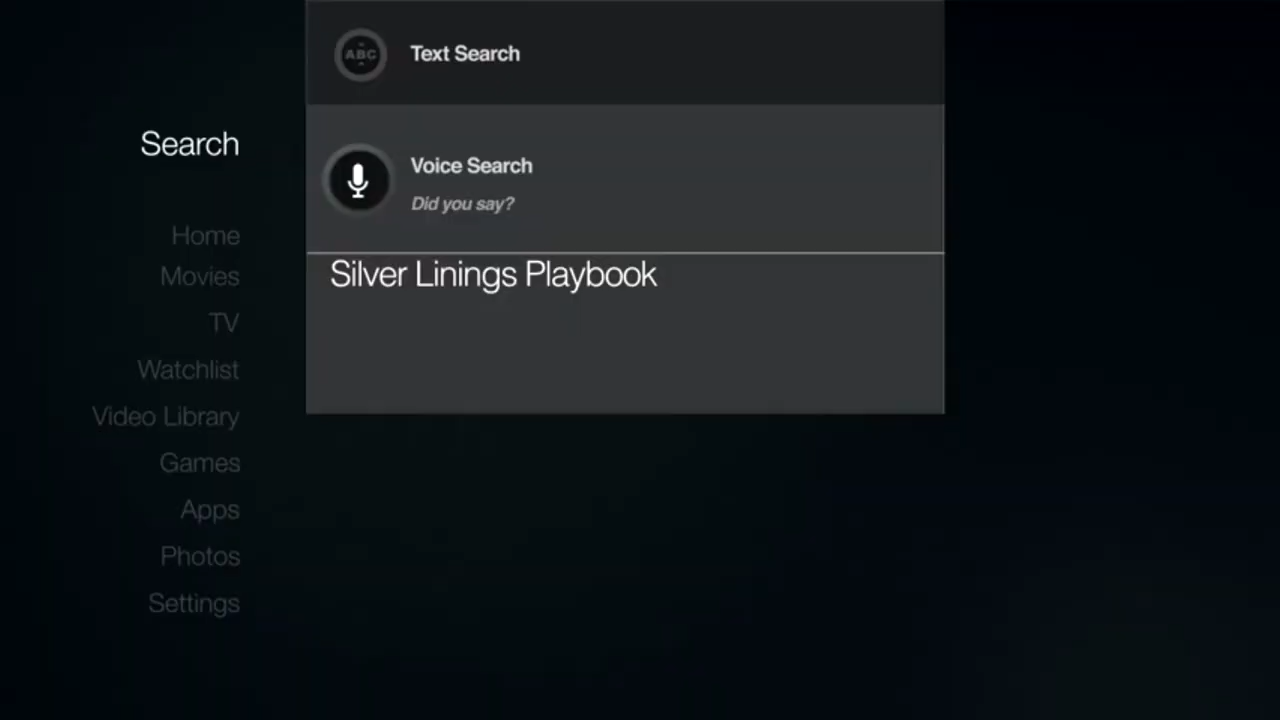 ABC
Text Search
Search
Voice Search
Did you say?
Silver Linings Playbook
Home
Movies
TV
Watchlist
Video Library
Games
Apps
Photos
Settings